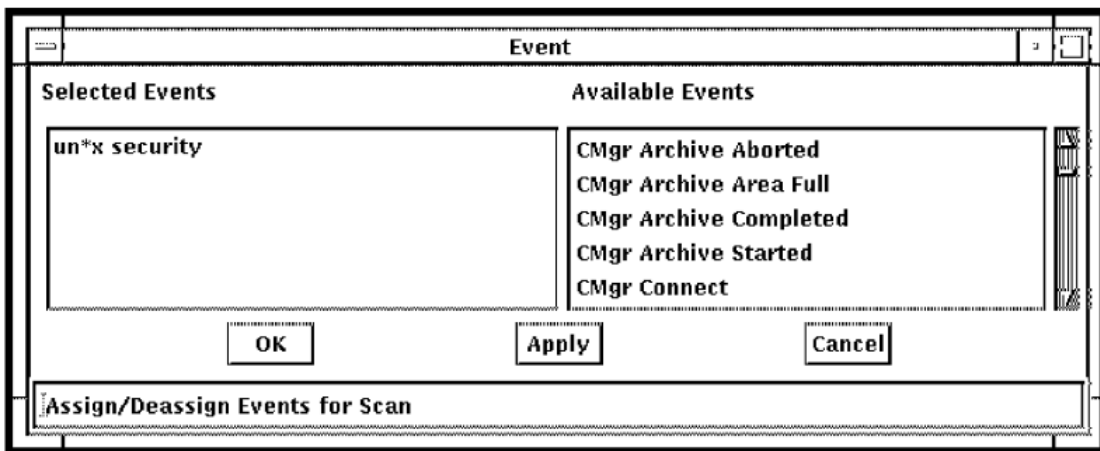 Event
Selected Events
Available Events
un*x security
CMgr Archive Aborted
CMgr Archive Area Full
CMgr Archive Completed
CMgr Archive Started
CMgr Connect
OK
Apply
Cancel
Assign/Deassign Events for Scan